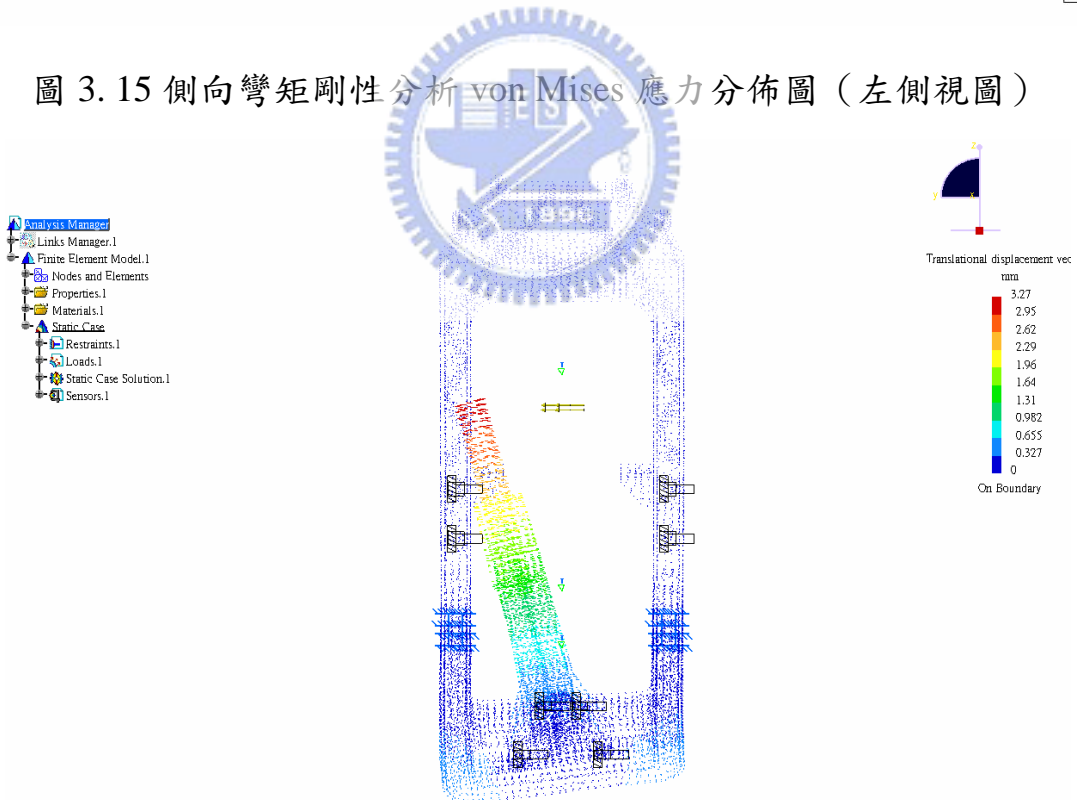 圖 3. 15 側向彎矩剛性分析 von Mises 應力分佈圖（左側視圖）
E S
1896
z
y
x
Analysis Manager
Links Manager.1
Finite Element Model.1
Nodes and Elements
Properties.1
Materials.1
Static Case
Restraints.1
Loads.1
Static Case Solution.1
Sensors.1
Translational displacement vec
mm
3.27
2.95
2.62
2.29
1.96
1.64
1.31
0.982
0.655
0.327
0
On Boundary